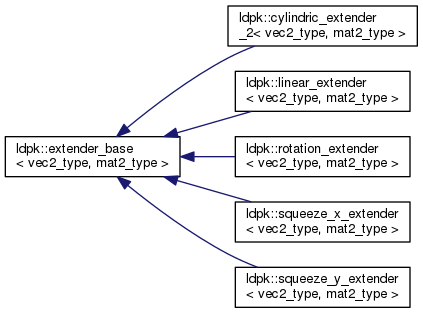 ldpk::cylindric_extender
_2< vec2_type, mat2_type >
ldpk::linear_extender
< vec2_type, mat2_type >
ldpk::extender_base
< vec2_type, mat2_type >
ldpk::rotation_extender
< vec2_type, mat2_type >
ldpk::squeeze_x_extender
< vec2_type, mat2_type >
ldpk::squeeze_y_extender
< vec2_type, mat2_type >